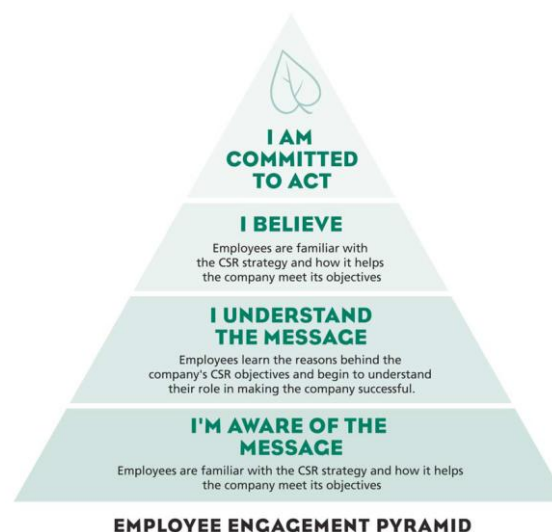 I AM
COMMITTED
TO ACT
I BELIEVE
Employees are familiar with
the CSR strategy and how it helps
the company meet its objectives
I UNDERSTAND
THE MESSAGE
Employees learn the reasons behind the
company's CSR objectives and begin to understand
their role in making the company successful.
I'M AWARE OF THE
MESSAGE
Employees are familiar with the CSR strategy and how it helps
the company meet its objectives
EMPLOYEE ENGAGEMENT PYRAMID